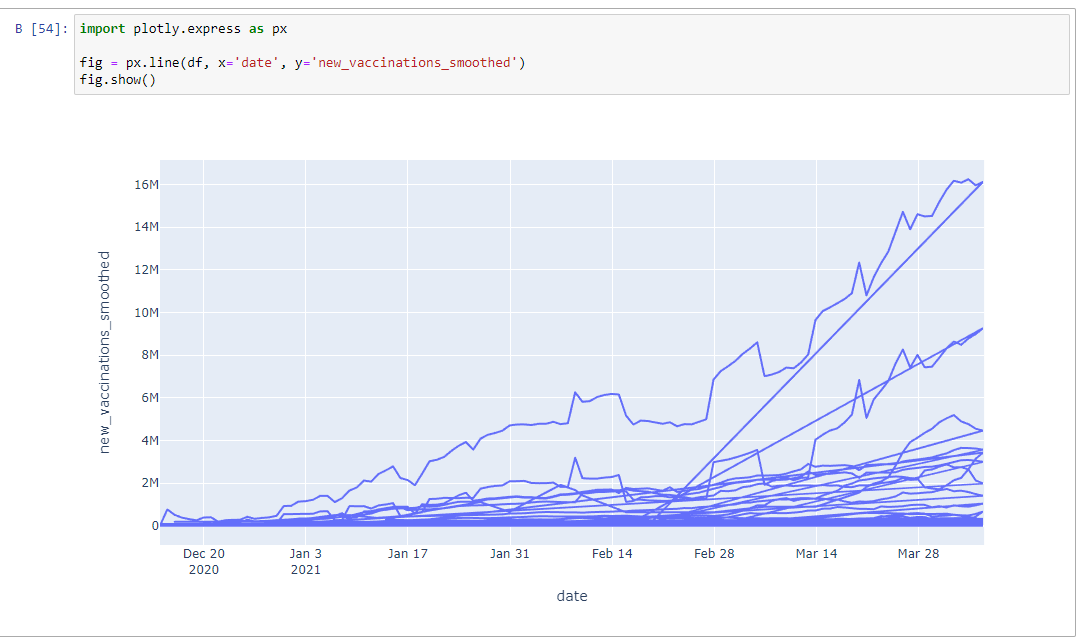 В [54]: import plotly.express as px
fig = px.line(df, x='date', y='new_vaccinations_smoothed')
fig.show()
new_vaccinations_smoothed
16M
14M
12M
10M
8M
6M
4M
2M
0
Dec 20 Jan 3 Jan 17 Jan 31 Feb 14 Feb 28 Mar 14 Mar 28
2020 2021
date